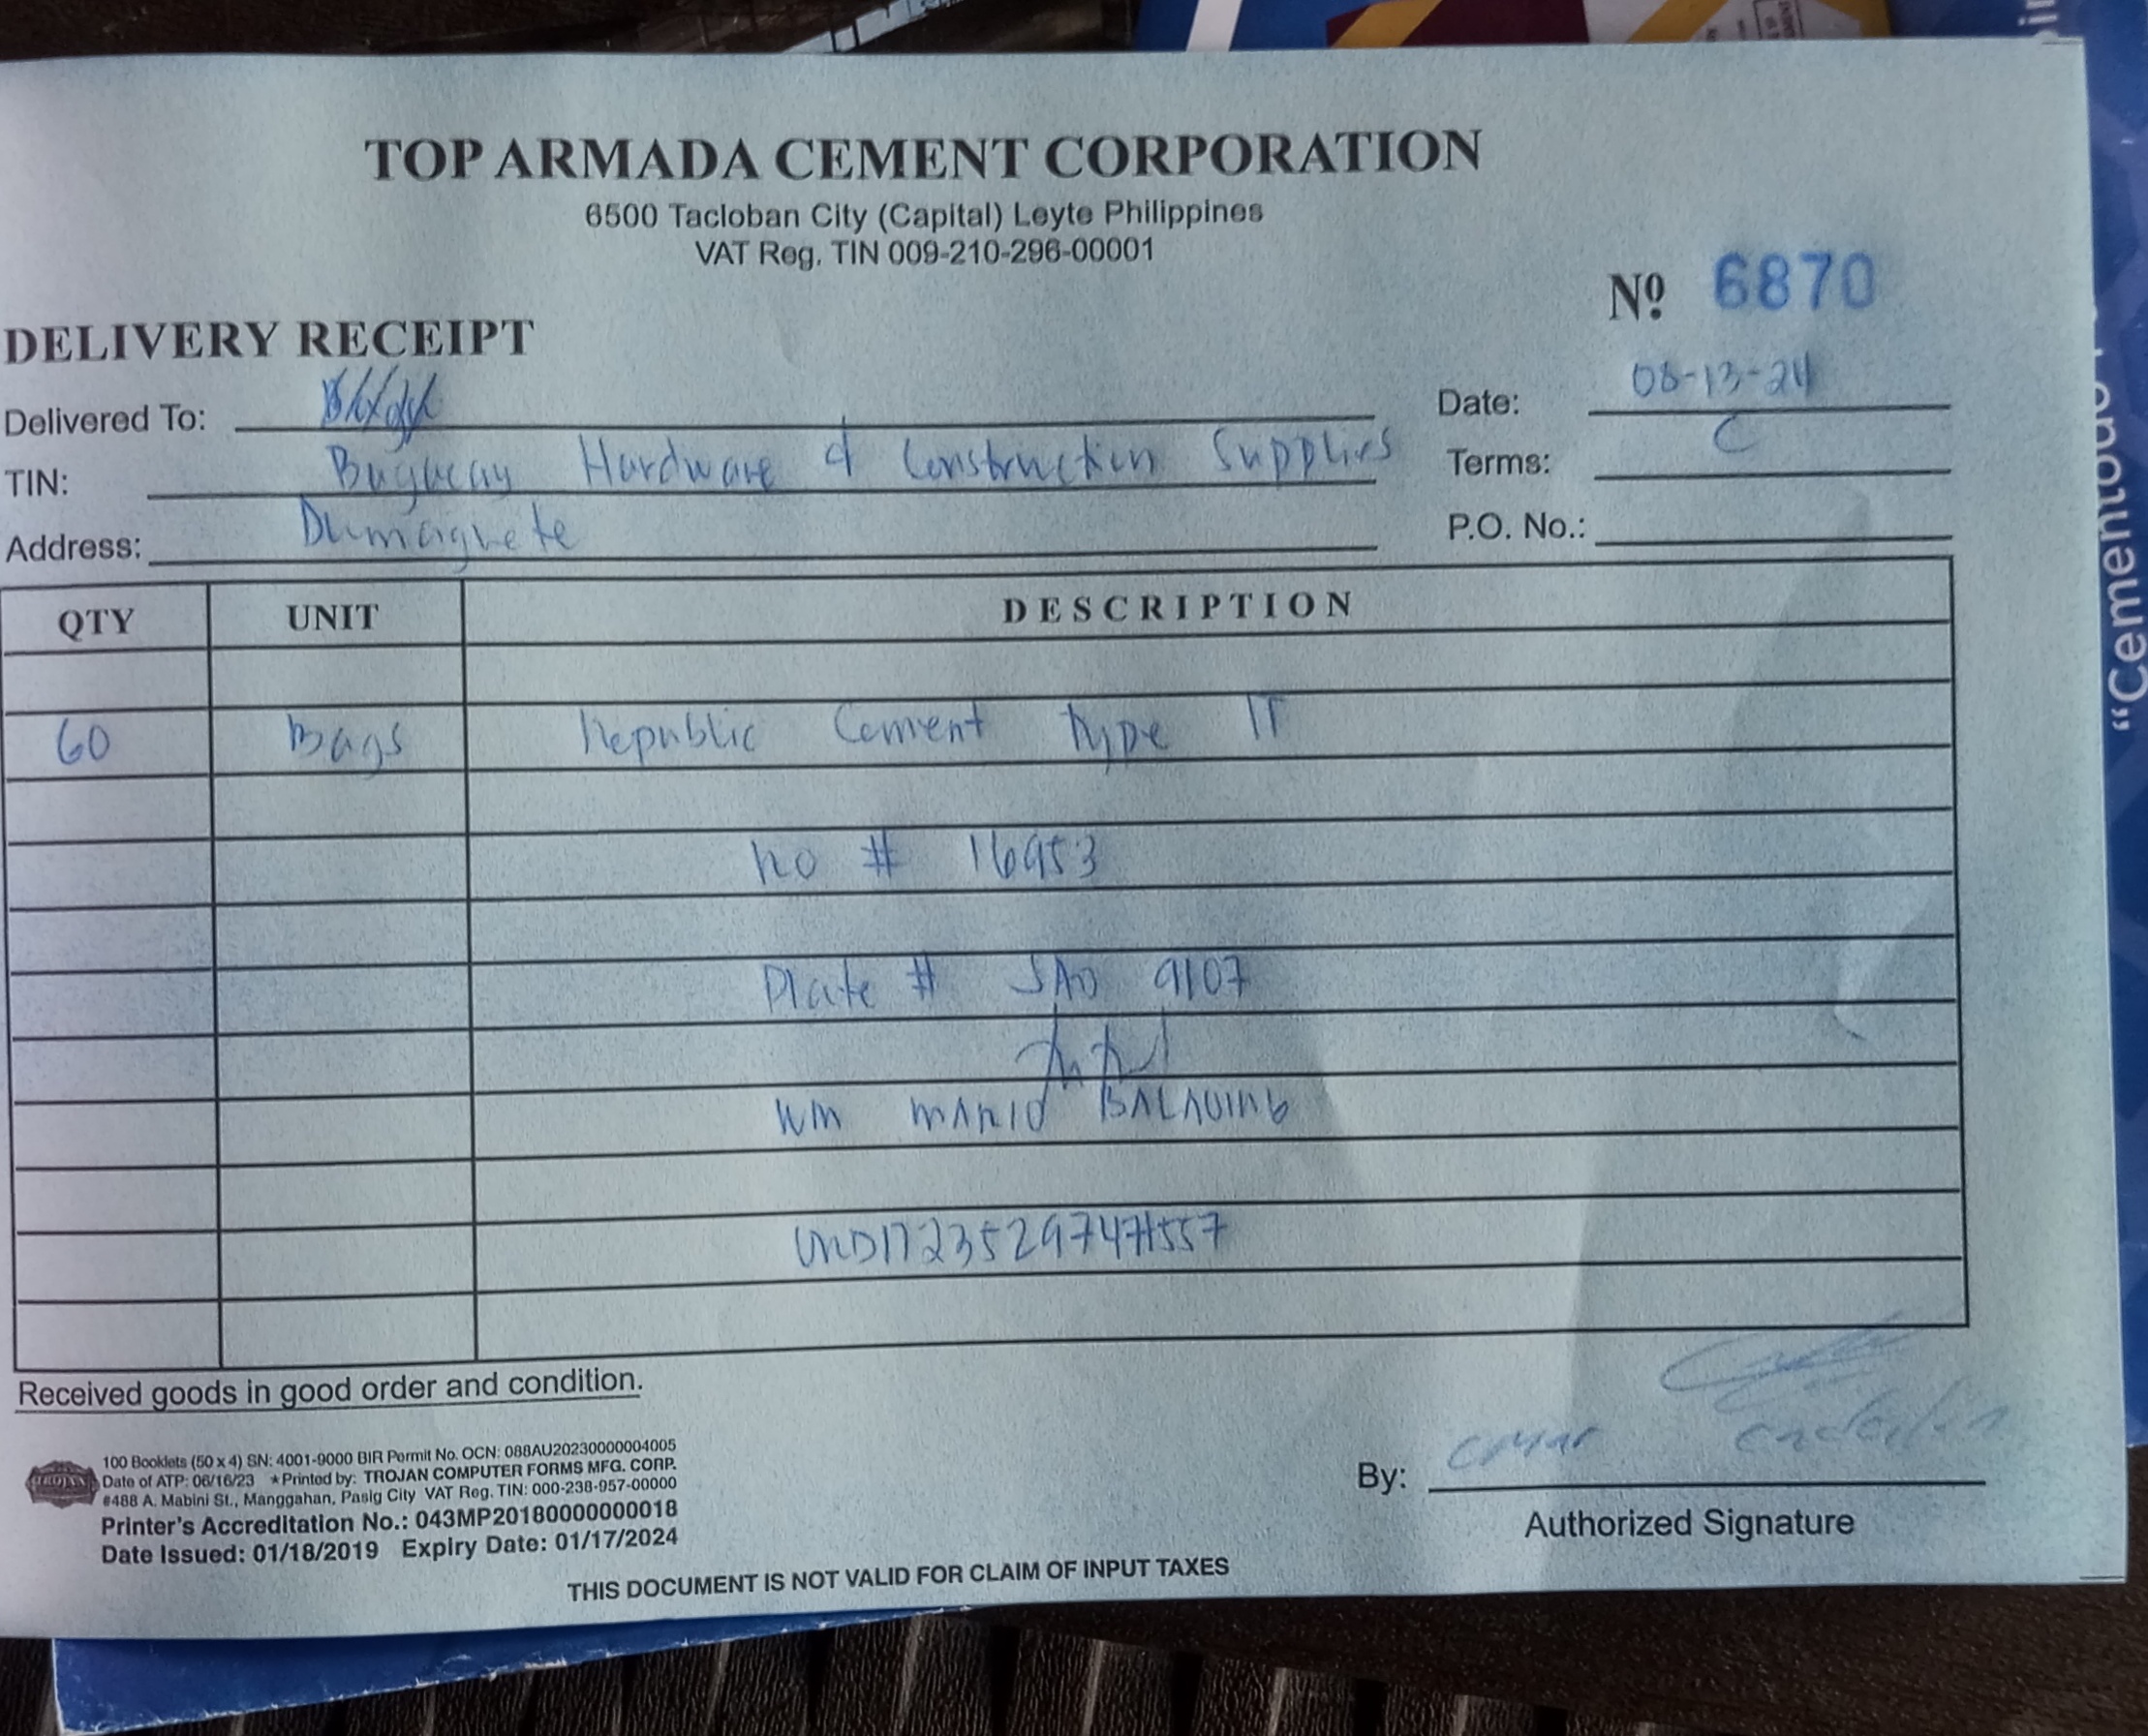 TOP ARMADA CEMENT CORPORATION
6500 Tacloban City (Capital) Leyte Philippines
VAT Reg. TIN 009-210-296-00001
Nº 6870
DELIVERY RECEIPT
Delivered To:
Date: 08-13-24
TIN: Hardware & Construction Supplies
Terms: C
Address: Dumaguete
P.O. No.:
QTY UNIT DESCRIPTION
60 Bags Republic Cement Type IT
# 16953
Plate # 9107
MARIO
Received goods in good order and condition.
100 Booklets (50 x 4) SN: 4001-9000 BIR Permit No. OCN: 088AU20230000004005
Date of ATP: 06/16/23 *Printed by: TROJAN COMPUTER FORMS MFG. CORP.
#488 A. Mabini St., Manggahan, Pasig City VAT Reg. TIN: 000-238-957-00000
Printer's Accreditation No.: 043MP20180000000018
Date Issued: 01/18/2019 Expiry Date: 01/17/2024
By:
Authorized Signature
THIS DOCUMENT IS NOT VALID FOR CLAIM OF INPUT TAXES